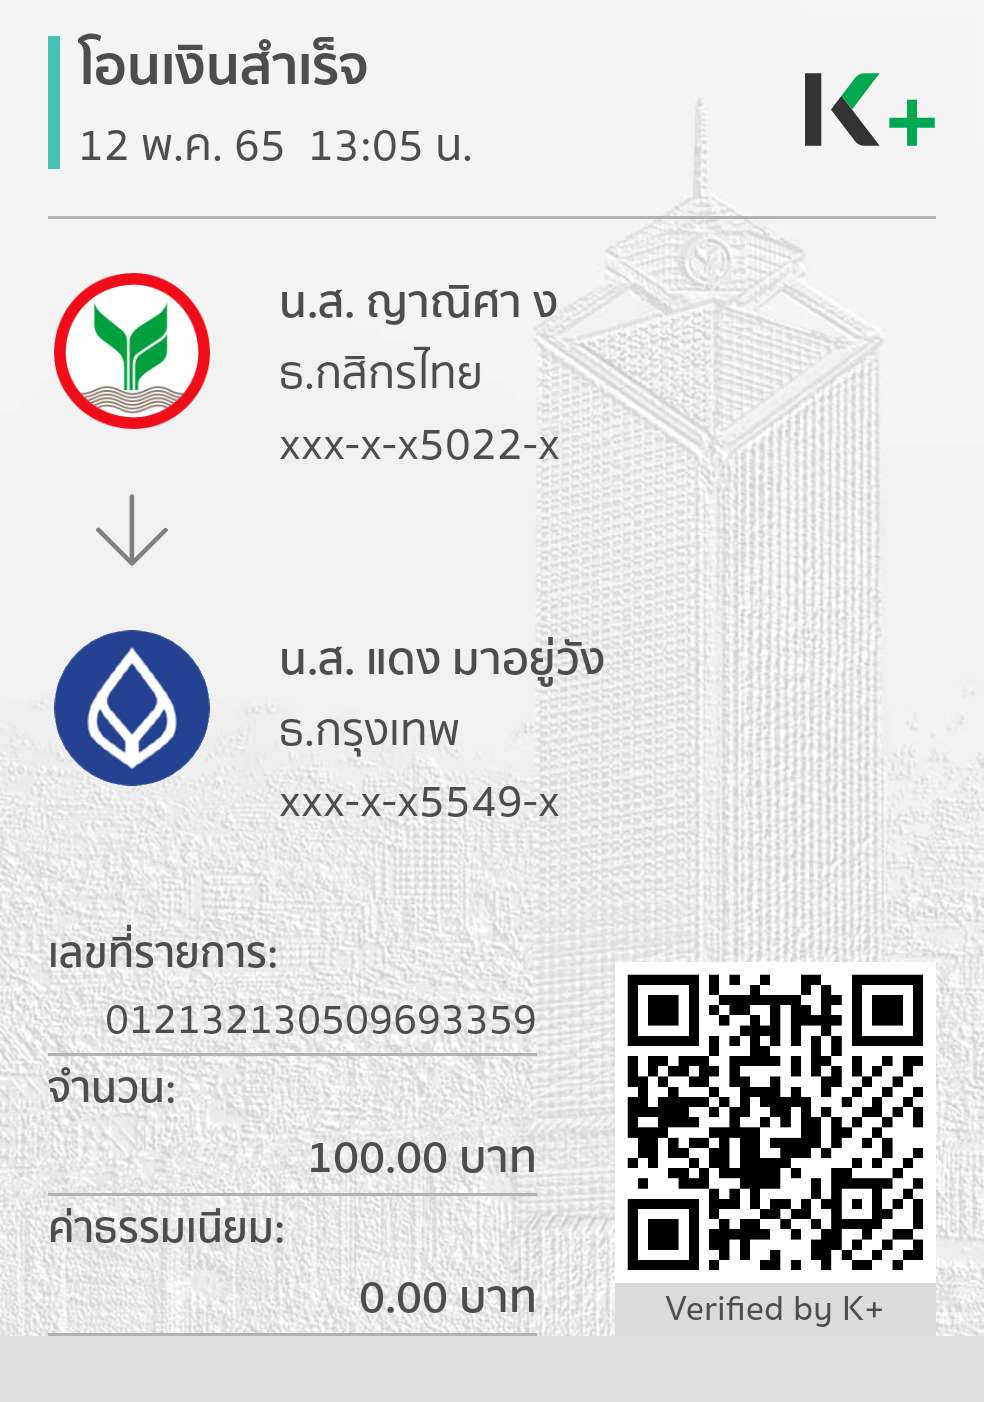 โอนเงินสำเร็จ
12 พ.ค. 65 13:05 น.
K+
น.ส. ญาณิศา ง
ธ.กสิกรไทย
xxx-x-x5022-x
น.ส. แดง มาอยู่วัง
ธ.กรุงเทพ
xxx-x-x5549-x
เลขที่รายการ:
012132130509693359
จำนวน:
100.00 บาท
ค่าธรรมเนียม:
0.00 บาท
Verified by K+